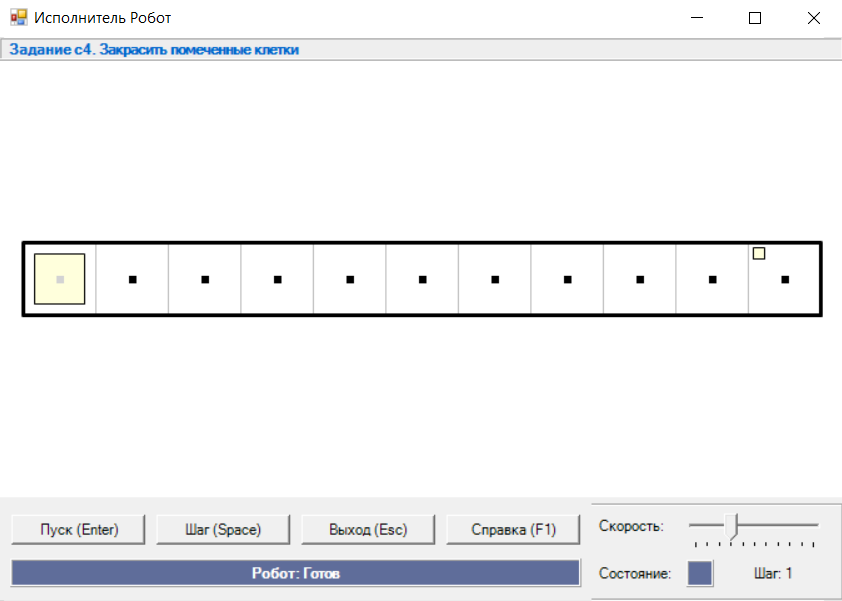 Исполнитель Робот
Задание c4. Закрасить помеченные клетки
Пуск (Enter) Шаг (Space) Выход (Esc) Справка (F1) Скорость:
Робот: Готов Состояние: Шаг: 1